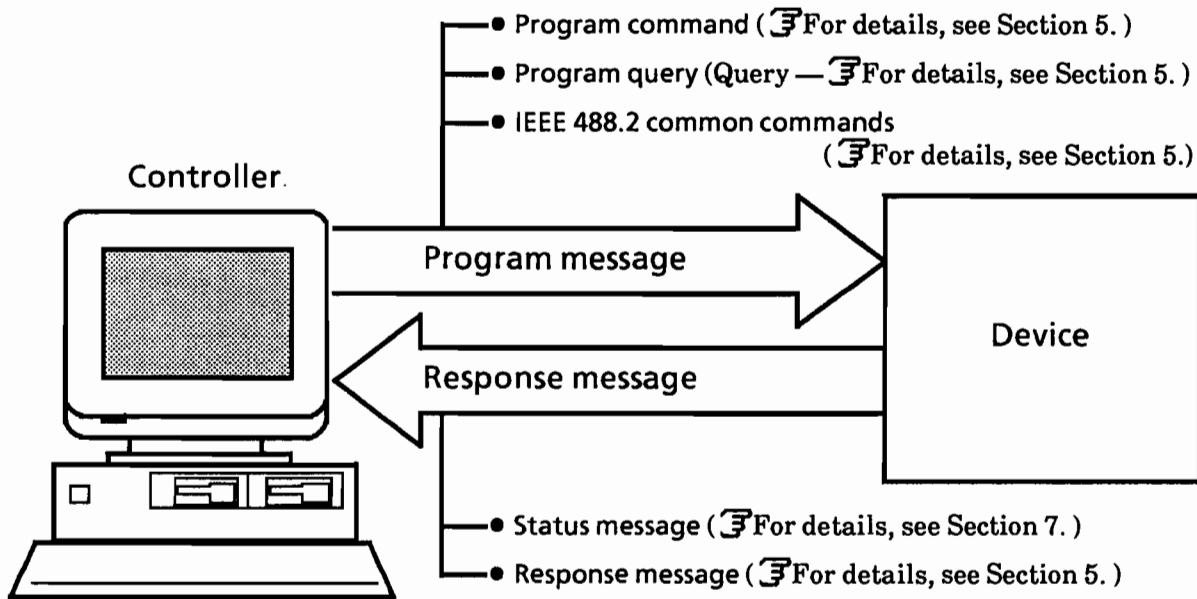 ● Program command (☞For details, see Section 5. )
● Program query (Query — ☞For details, see Section 5. )
● IEEE 488.2 common commands
(☞For details, see Section 5.)
Controller.
Program message
Device
Response message
● Status message (☞For details, see Section 7. )
● Response message (☞For details, see Section 5. )